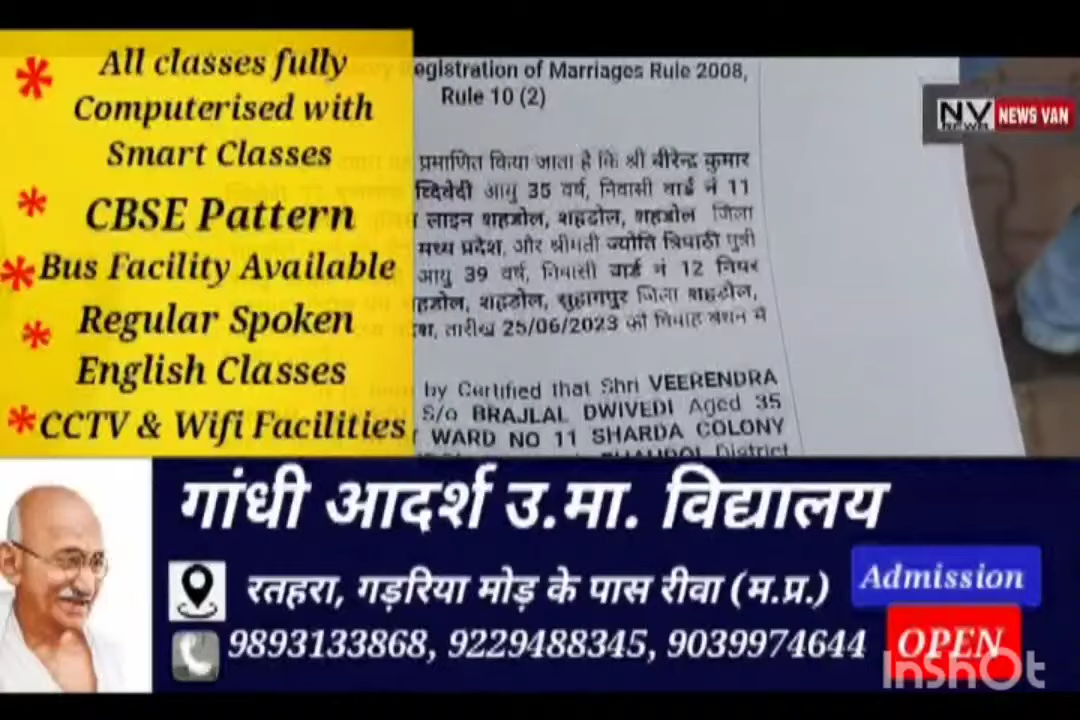 * All classes fully
Computerised with
Smart Classes
* CBSE Pattern
* Bus Facility Available
* Regular Spoken
English Classes
* CCTV & Wifi Facilities
egistration of Marriages Rule 2008,
Rule 10 (2)
प्रमाणित किया जाता है कि श्री बीरेन्द्र कुमार
आयु 35 वर्ष, निवासी वार्ड नं 11
लाइन शहडोल, शहडोल, शहडोल जिला
मध्य प्रदेश, और श्रीमती ज्योति त्रिपाठी पुत्री
आयु 39 वर्ष, निवासी वार्ड नं 12 नियर
शहडोल, सुहागपुर जिला शहडोल,
तारीख 25/06/2023 को विवाह बंधन में
by Certified that Shri VEERENDRA
S/o BRAJLAL DWIVEDI Aged 35
WARD NO 11 SHARDA COLONY
District
NV NEWS VAN
गांधी आदर्श उ.मा. विद्यालय
रतहरा, गड़रिया मोड़ के पास रीवा (म.प्र.)
9893133868, 9229488345, 9039974644
Admission
OPEN
InShOt